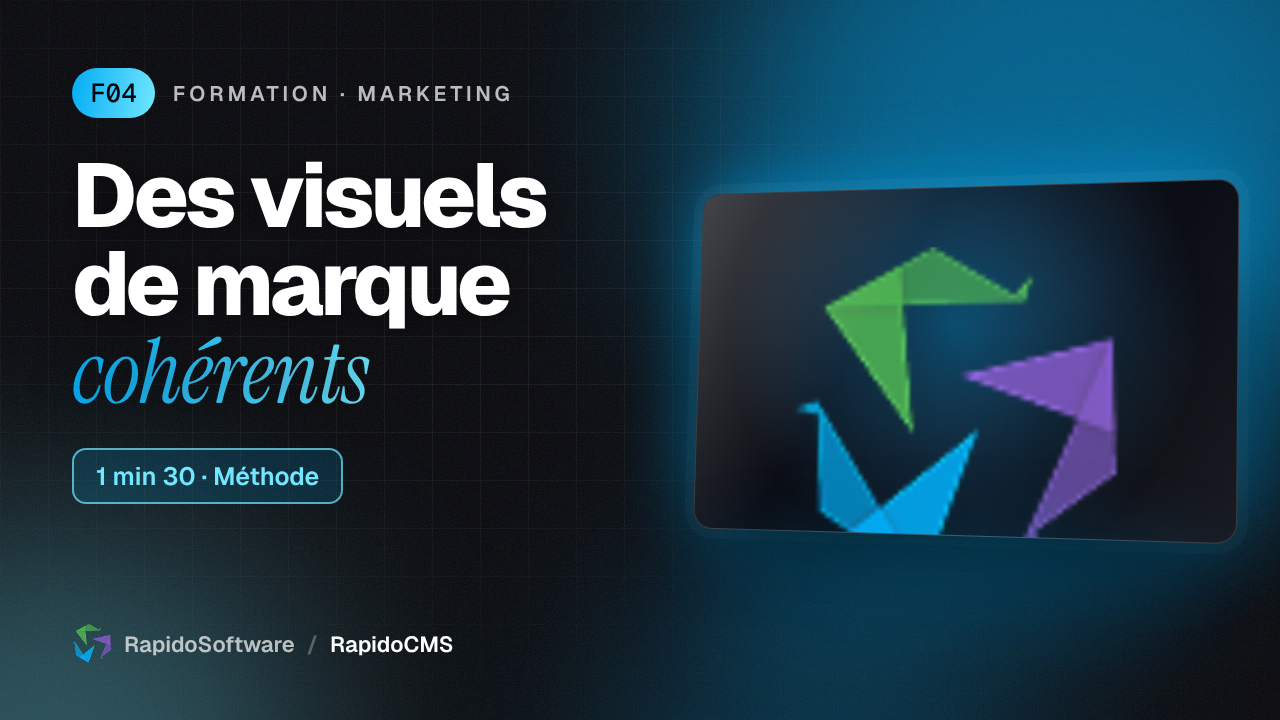 F04 FORMATION · MARKETING
Des visuels
de marque
cohérents
1 min 30 · Méthode
RapidoSoftware / RapidoCMS